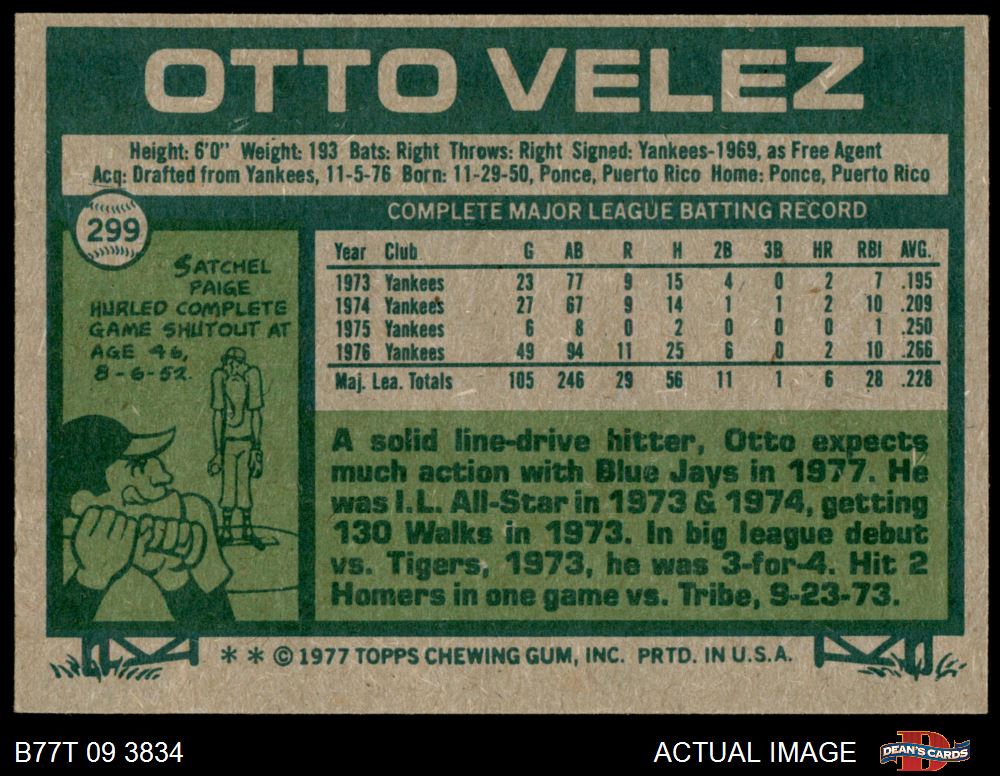 OTTO VELEZ
Height: 6'0" Weight: 193 Bats: Right Throws: Right Signed: Yankees-1969, as Free Agent
Acq: Drafted from Yankees, 11-5-76 Born: 11-29-50, Ponce, Puerto Rico Home: Ponce, Puerto Rico
299
SATCHEL
PAIGE
HURLED COMPLETE
GAME SHUTOUT AT
AGE 46,
8-6-52.
COMPLETE MAJOR LEAGUE BATTING RECORD
Year Club G AB R H 2B 3B HR RBI AVG.
1973 Yankees 23 77 9 15 4 0 2 7 .195
1974 Yankees 27 67 9 14 1 1 2 10 .209
1975 Yankees 6 8 0 2 0 0 0 1 .250
1976 Yankees 49 94 11 25 6 0 2 10 .266
Maj. Lea. Totals 105 246 29 56 11 1 6 28 .228
A solid line-drive hitter, Otto expects
much action with Blue Jays in 1977. He
was I.L. All-Star in 1973 & 1974, getting
130 Walks in 1973. In big league debut
vs. Tigers, 1973, he was 3-for-4. Hit 2
Homers in one game vs. Tribe, 9-23-73.
* * © 1977 TOPPS CHEWING GUM, INC. PRTD. IN U.S.A.
B77T 09 3834
ACTUAL IMAGE
D
DEAN'S CARDS